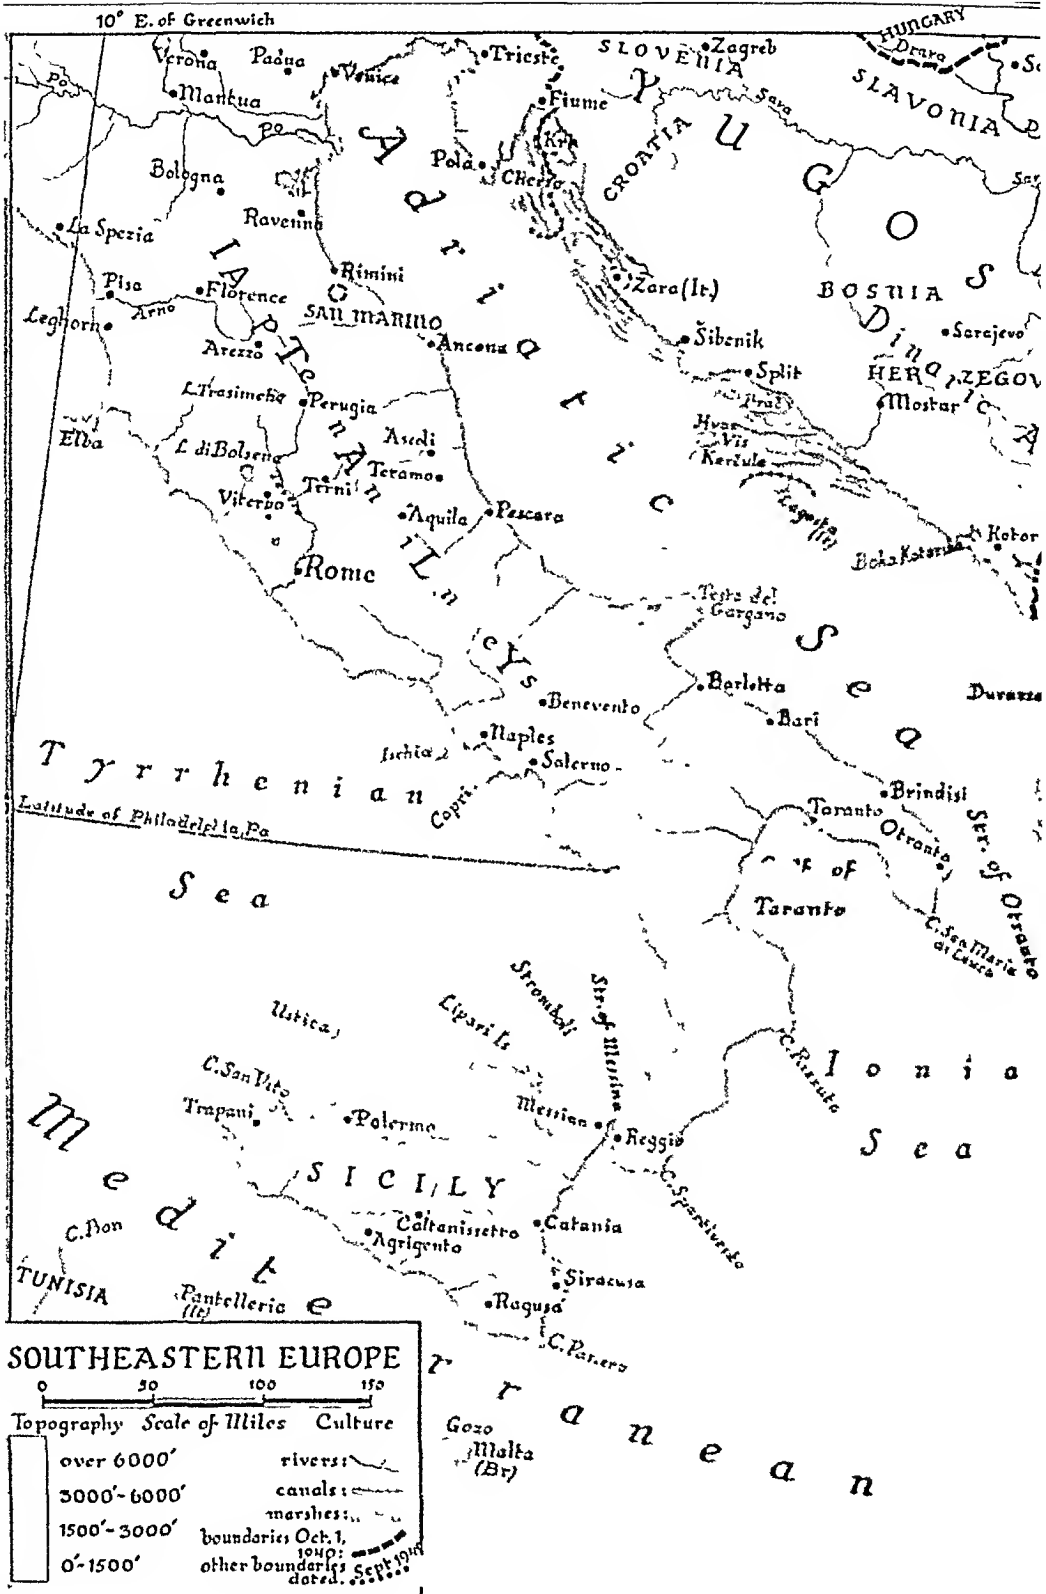 10° E. of Greenwich
HUNGARY
Drava
Verona
Padua
Venice
Trieste
SLOVENIA
Zagreb
SLAVONIA
Po
Mantua
Po
Fiume
Sava
YUGOS
Adriatic Sea
Krk
CROATIA
Pola
Cherso
Bologna
Ravenna
La Spezia
ITAL
Rimini
Zara (It.)
BOSNIA
Pisa
Florence
SAN MARINO
Arno
Leghorn
Arezzo
Ancona
Šibenik
Sarajevo
Dinaric A
Split
HERZEGOV
Mostar
L. Trasimeno
Perugia
Elba
Ascoli
Hvar
Vis
L. di Bolsena
Teramo
Terni
Viterbo
Aquila
Pescara
Lagosta
(It)
Kotor
Boka Kotorska
Rome
Testa del
Gargano
Barletta
Durazzo
Benevento
Bari
Naples
Ischia
Salerno
Capri
Tyrrhenian
Sea
Brindisi
Taranto
Otranto
Str. of Otranto
Latitude of Philadelphia, Pa
of
Taranto
C. San Maria
di Leuca
Stromboli
Lipari Is
Str. of Messina
Ustica
C. San Vito
C. Rizzuto
Ionia
Sea
Trapani
Palermo
Messina
Reggio
SICILY
C. Spartivento
Caltanissetta
Agrigento
Catania
C. Bon
TUNISIA
Pantelleria
(It)
Siracusa
Ragusa
C. Passero
Mediterranean
Gozo
Malta
(Br)
SOUTHEASTERN EUROPE
0 50 100 150
Topography Scale of Miles Culture
over 6000' rivers:
3000'-6000' canals:
marshes:
1500'-3000' boundaries Oct. 1,
1940:
0'-1500' other boundaries
dated. Sept 1941